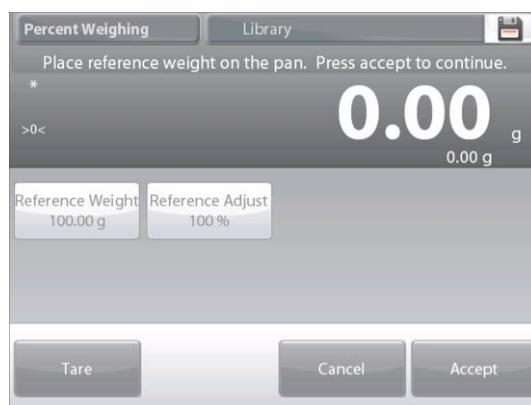 Percent Weighing
Library
Place reference weight on the pan. Press accept to continue.
*
>0<
0.00 g
0.00 g
Reference Weight
100.00 g
Reference Adjust
100 %
Tare
Cancel
Accept